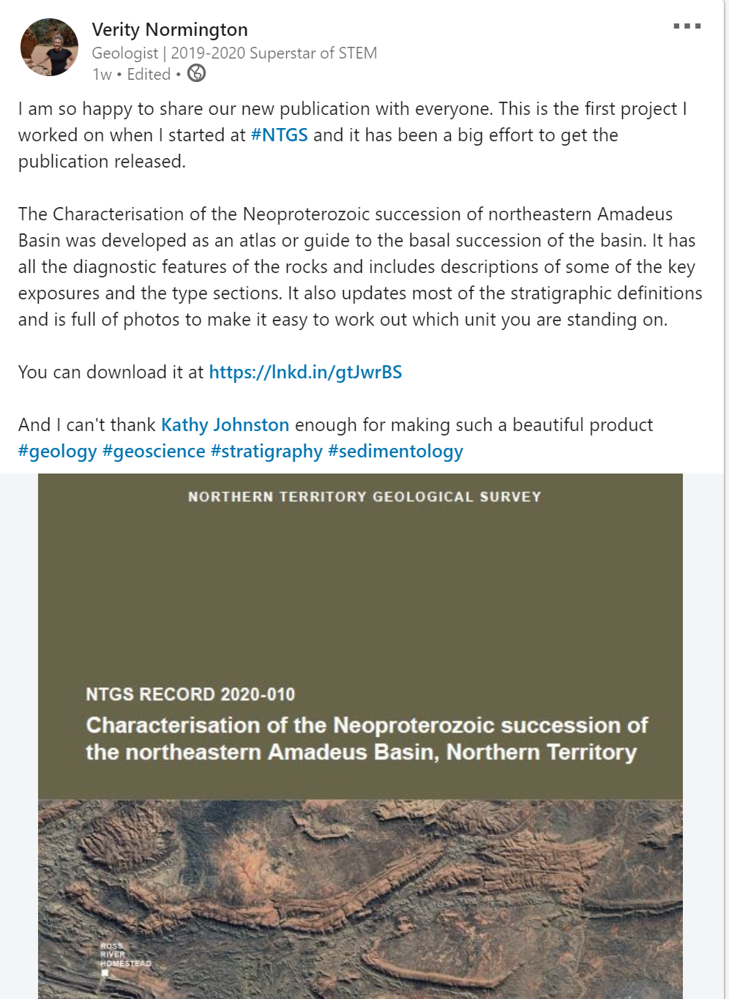 Verity Normington
Geologist | 2019-2020 Superstar of STEM
1w • Edited •
I am so happy to share our new publication with everyone. This is the first project I
worked on when I started at #NTGS and it has been a big effort to get the
publication released.
The Characterisation of the Neoproterozoic succession of northeastern Amadeus
Basin was developed as an atlas or guide to the basal succession of the basin. It has
all the diagnostic features of the rocks and includes descriptions of some of the key
exposures and the type sections. It also updates most of the stratigraphic definitions
and is full of photos to make it easy to work out which unit you are standing on.
You can download it at https://lnkd.in/gtJwrBS
And I can't thank Kathy Johnston enough for making such a beautiful product
#geology #geoscience #stratigraphy #sedimentology
NORTHERN TERRITORY GEOLOGICAL SURVEY
NTGS RECORD 2020-010
Characterisation of the Neoproterozoic succession of
the northeastern Amadeus Basin, Northern Territory
ROSS
RIVER
HOMESTEAD